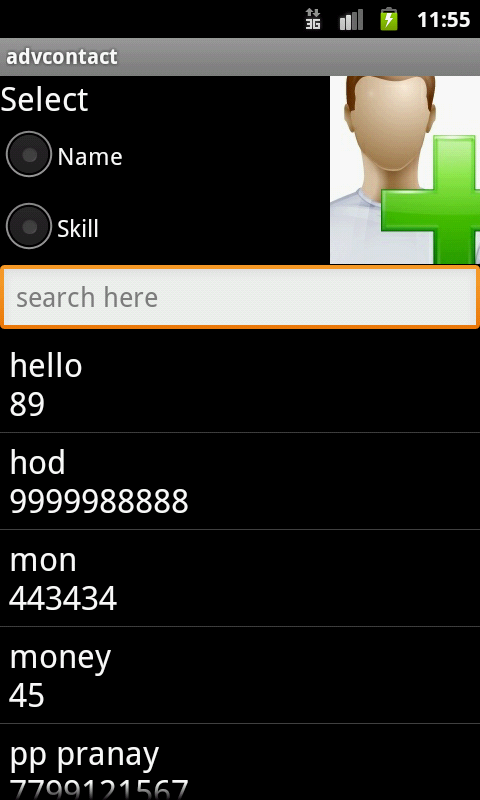 3G 11:55
advcontact
Select
Name
Skill
search here
hello
89
hod
9999988888
mon
443434
money
45
pp pranay
7799121567